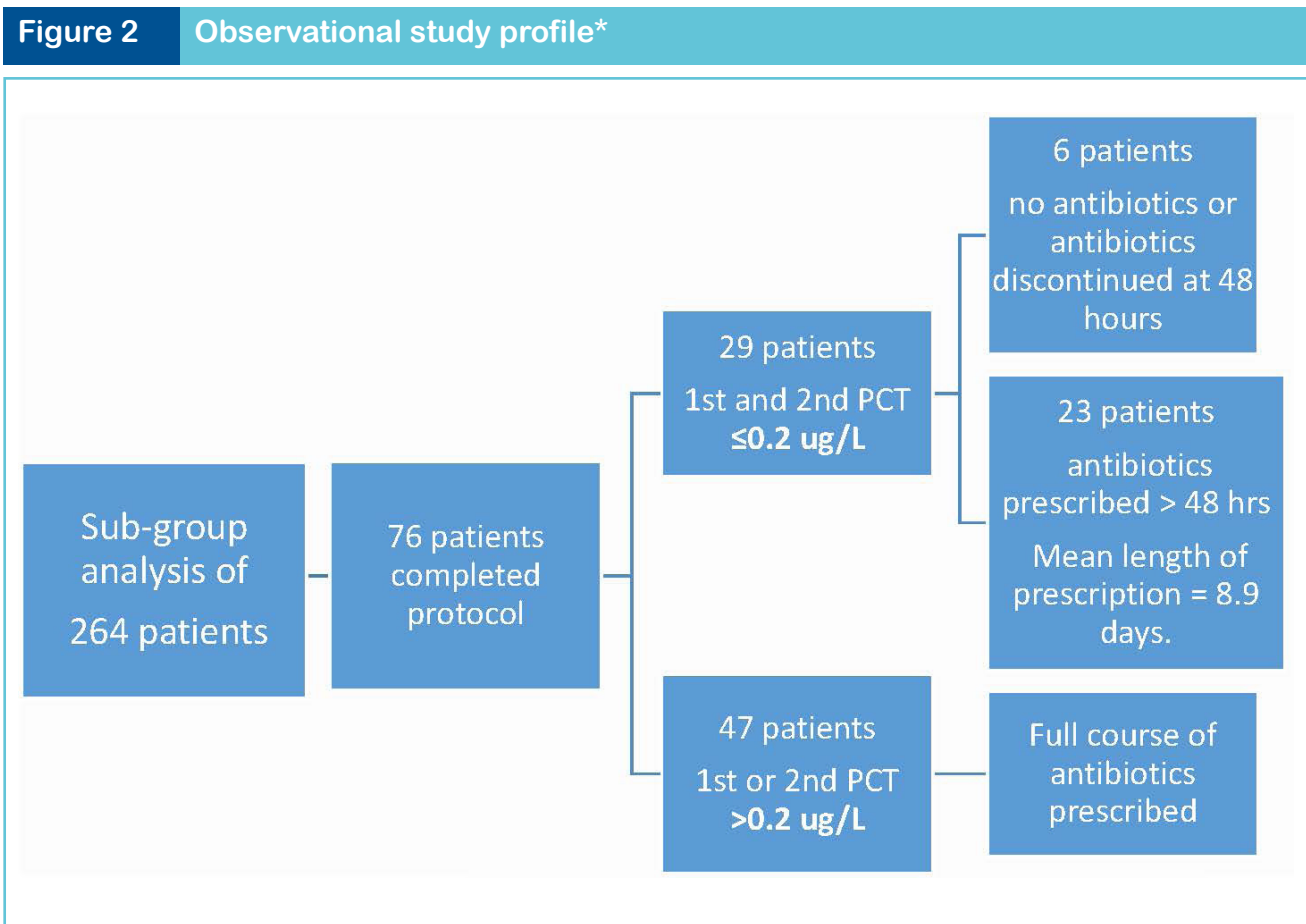 Figure 2 Observational study profile*
Sub-group
analysis of
264 patients
76 patients
completed
protocol
29 patients
1st and 2nd PCT
≤0.2 ug/L
6 patients
no antibiotics or
antibiotics
discontinued at 48
hours
23 patients
antibiotics
prescribed > 48 hrs
Mean length of
prescription = 8.9
days.
47 patients
1st or 2nd PCT
>0.2 ug/L
Full course of
antibiotics
prescribed